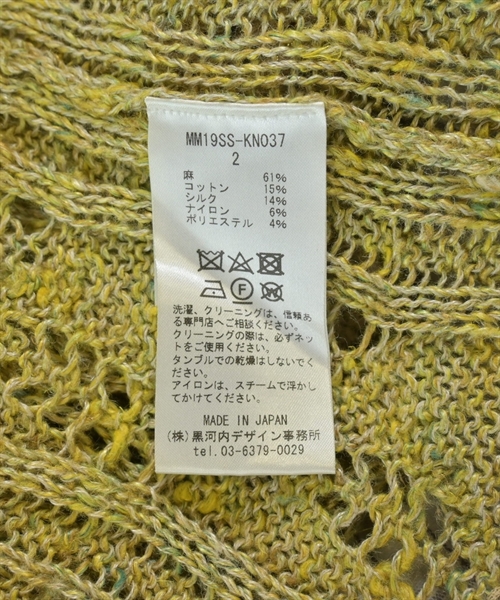 MM19SS-KN037
2
麻 61%
コットン 15%
シルク 14%
ナイロン 6%
ポリエステル 4%
F W
洗濯、クリーニングは、信頼あ
る専門店へご相談ください。
クリーニングの際は、必ずネッ
トをご使用ください。
タンブルでの乾燥はしないでく
ださい。
アイロンは、スチームで浮かし
てかけてください。
MADE IN JAPAN
(株)黒河内デザイン事務所
tel.03-6379-0029